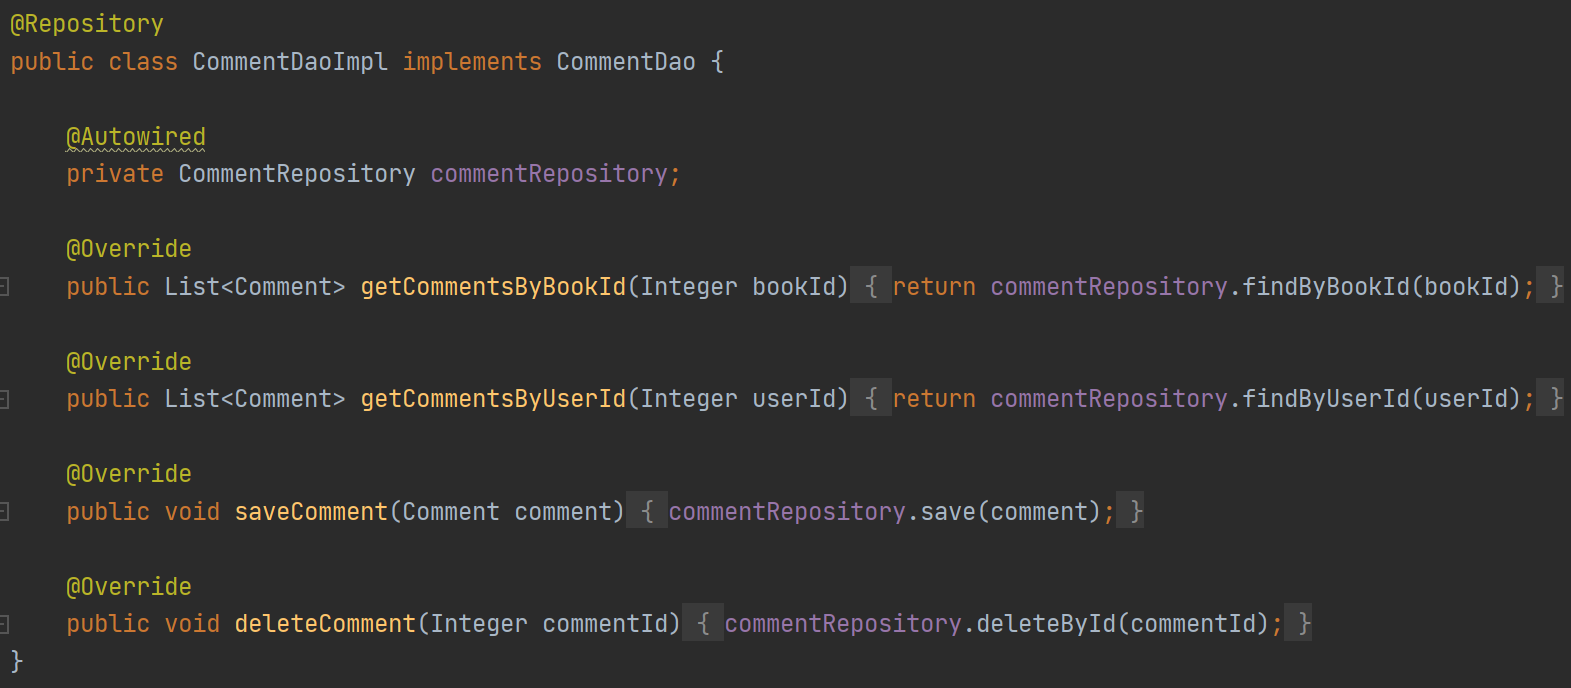 @Repository
public class CommentDaoImpl implements CommentDao {
@Autowired
private CommentRepository commentRepository;
@Override
public List<Comment> getCommentsByBookId(Integer bookId) { return commentRepository.findByBookId(bookId); }
@Override
public List<Comment> getCommentsByUserId(Integer userId) { return commentRepository.findByUserId(userId); }
@Override
public void saveComment(Comment comment) { commentRepository.save(comment); }
@Override
public void deleteComment(Integer commentId) { commentRepository.deleteById(commentId); }
}